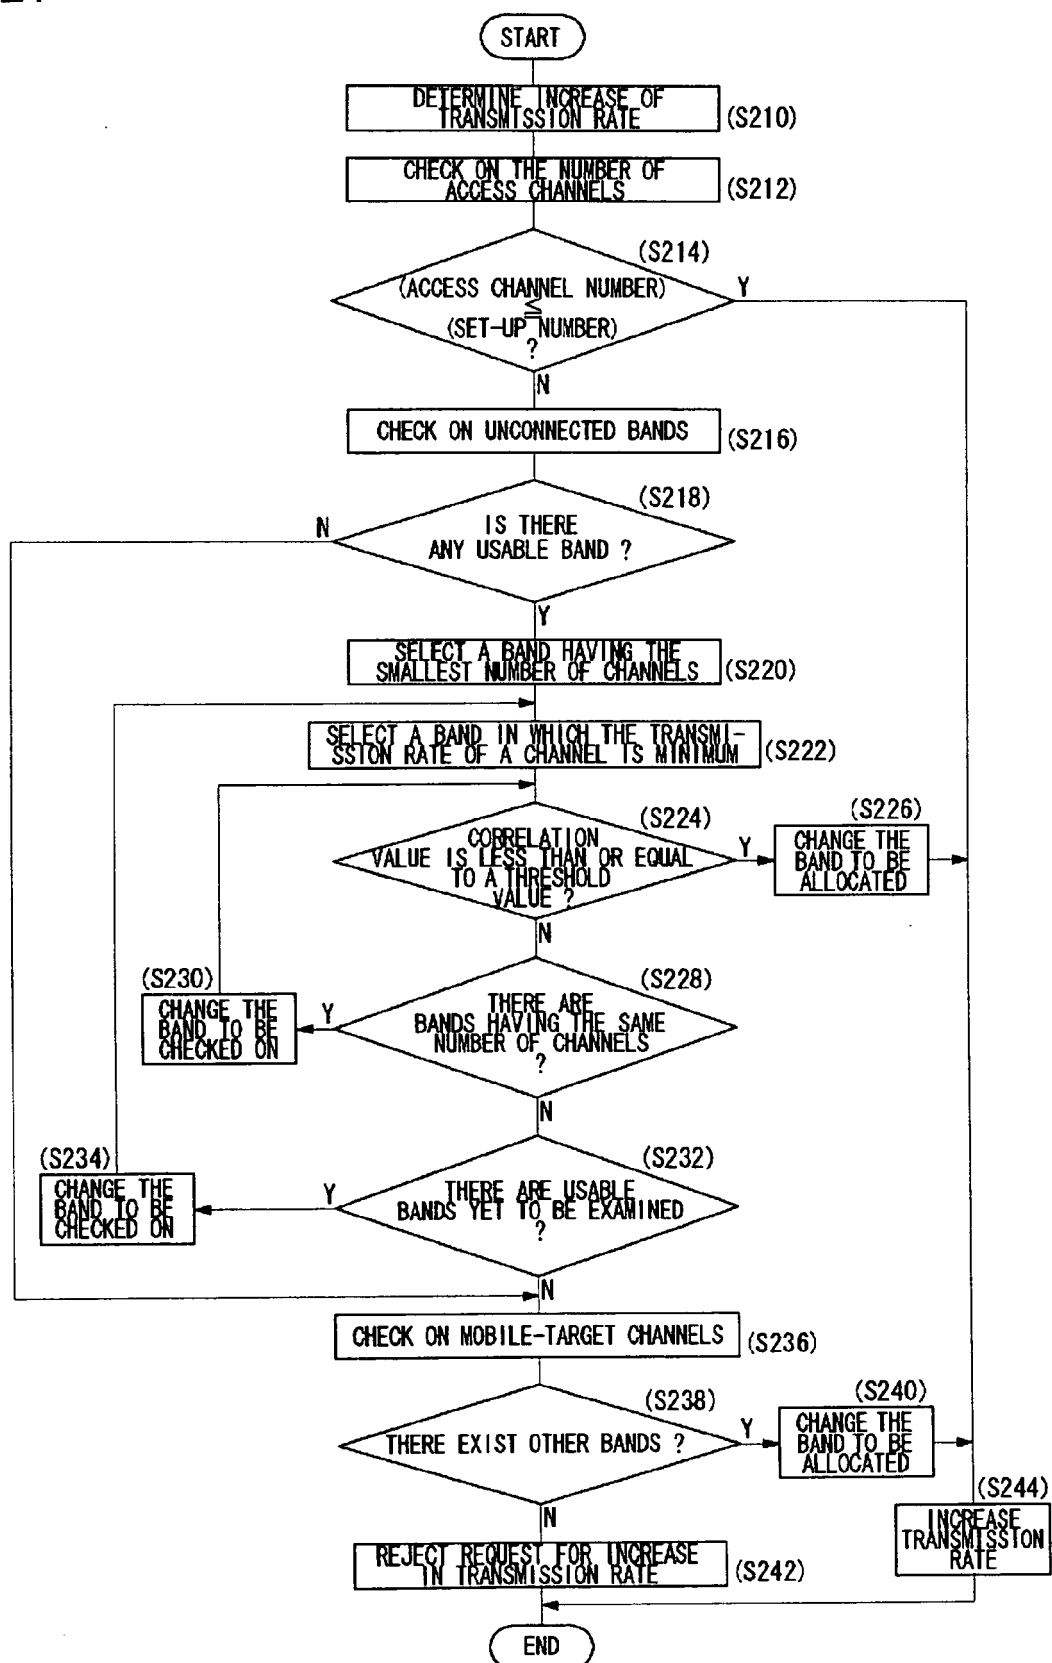 START
DETERMINE INCREASE OF
TRANSMISSION RATE
(S210)
CHECK ON THE NUMBER OF
ACCESS CHANNELS
(S212)
(S214)
(ACCESS CHANNEL NUMBER)
≦
(SET-UP NUMBER)
?
Y
N
CHECK ON UNCONNECTED BANDS
(S216)
(S218)
IS THERE
ANY USABLE BAND ?
N
Y
SELECT A BAND HAVING THE
SMALLEST NUMBER OF CHANNELS
(S220)
SELECT A BAND IN WHICH THE TRANSMI-
SSION RATE OF A CHANNEL IS MINIMUM
(S222)
(S224)
CORRELATION
VALUE IS LESS THAN OR EQUAL
TO A THRESHOLD
VALUE ?
Y
(S226)
CHANGE THE
BAND TO BE
ALLOCATED
N
(S228)
THERE ARE
BANDS HAVING THE SAME
NUMBER OF CHANNELS
?
Y
(S230)
CHANGE THE
BAND TO BE
CHECKED ON
N
(S232)
THERE ARE USABLE
BANDS YET TO BE EXAMINED
?
Y
(S234)
CHANGE THE
BAND TO BE
CHECKED ON
N
CHECK ON MOBILE-TARGET CHANNELS
(S236)
(S238)
THERE EXIST OTHER BANDS ?
Y
(S240)
CHANGE THE
BAND TO BE
ALLOCATED
N
(S244)
INCREASE
TRANSMISSION
RATE
REJECT REQUEST FOR INCREASE
IN TRANSMISSION RATE
(S242)
END